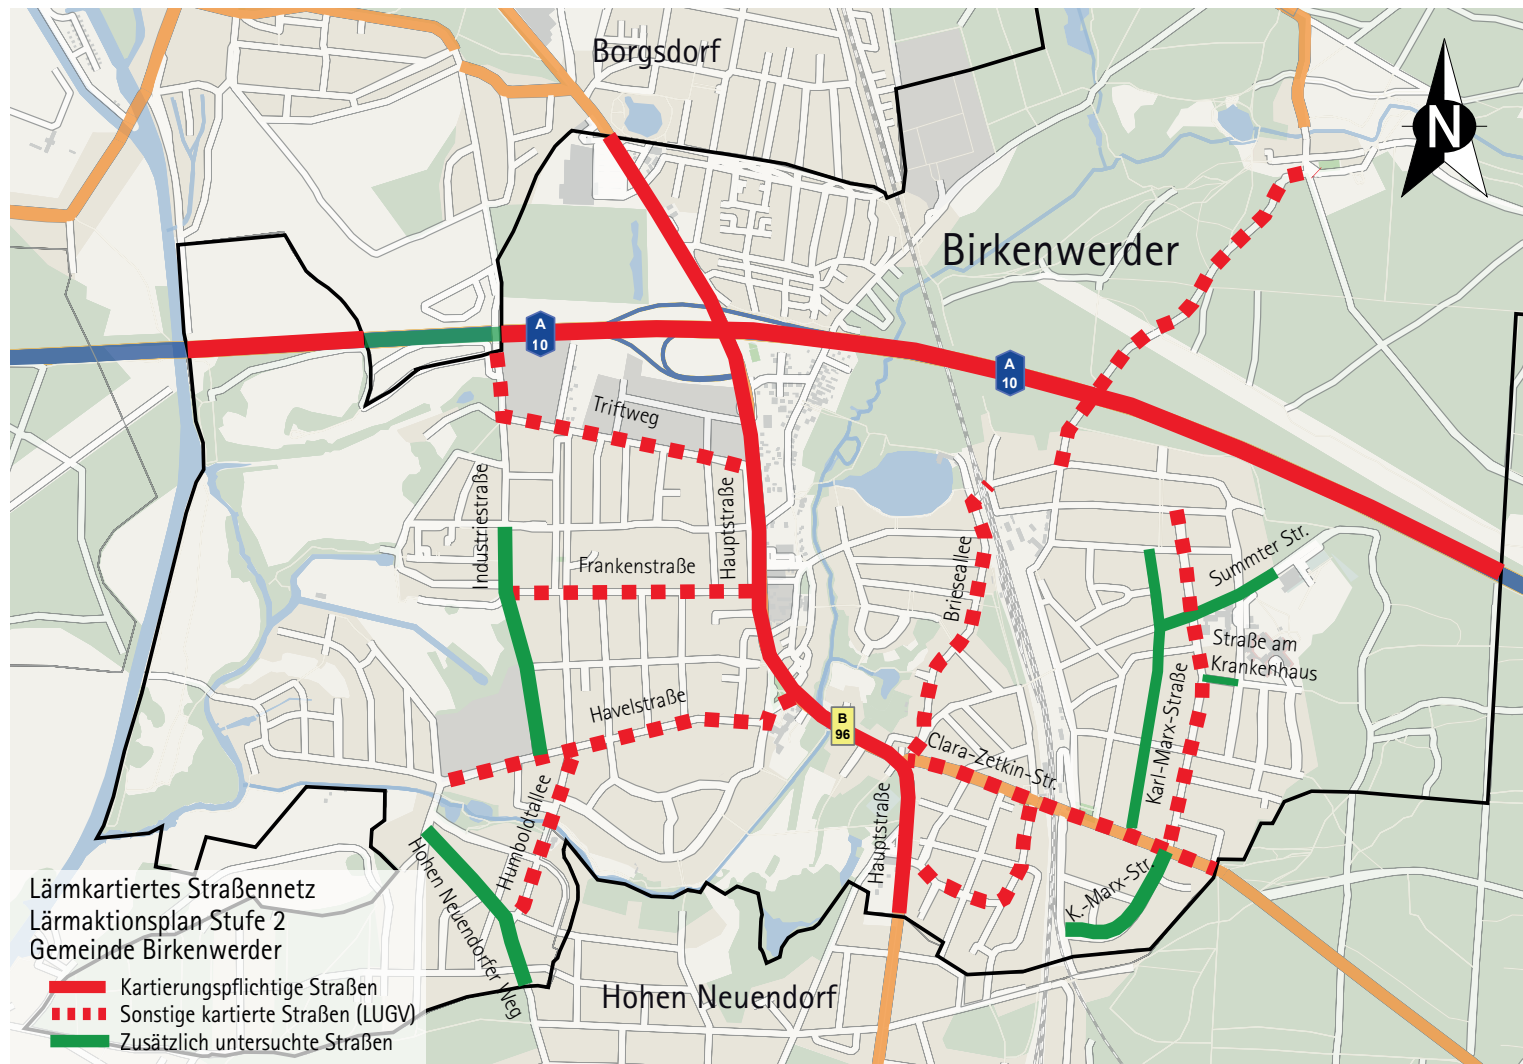 Borgsdorf
N
Birkenwerder
A
10
A
10
Triftweg
Industriestraße
Hauptstraße
Frankenstraße
Brieseallee
Summter Str.
Straße am
Krankenhaus
Karl-Marx-Straße
Havelstraße
B
96
Clara-Zetkin-Str.
Humboldtallee
Hauptstraße
Hohen Neuendorfer Weg
K.-Marx-Str.
Hohen Neuendorf
Lärmkartiertes Straßennetz
Lärmaktionsplan Stufe 2
Gemeinde Birkenwerder
Kartierungspflichtige Straßen
Sonstige kartierte Straßen (LUGV)
Zusätzlich untersuchte Straßen